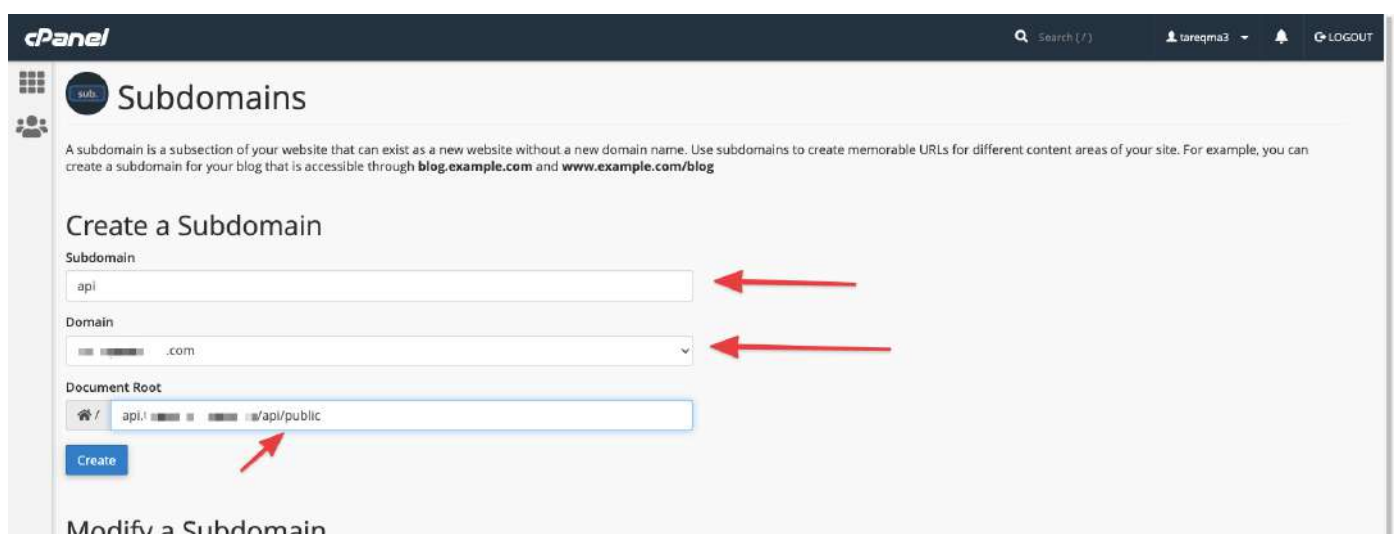 cPanel
Search ( / )
tareqma3
LOGOUT
sub.
Subdomains
A subdomain is a subsection of your website that can exist as a new website without a new domain name. Use subdomains to create memorable URLs for different content areas of your site. For example, you can
create a subdomain for your blog that is accessible through blog.example.com and www.example.com/blog
Create a Subdomain
Subdomain
api
Domain
.com
Document Root
/ api. /api/public
Create
Modify a Subdomain